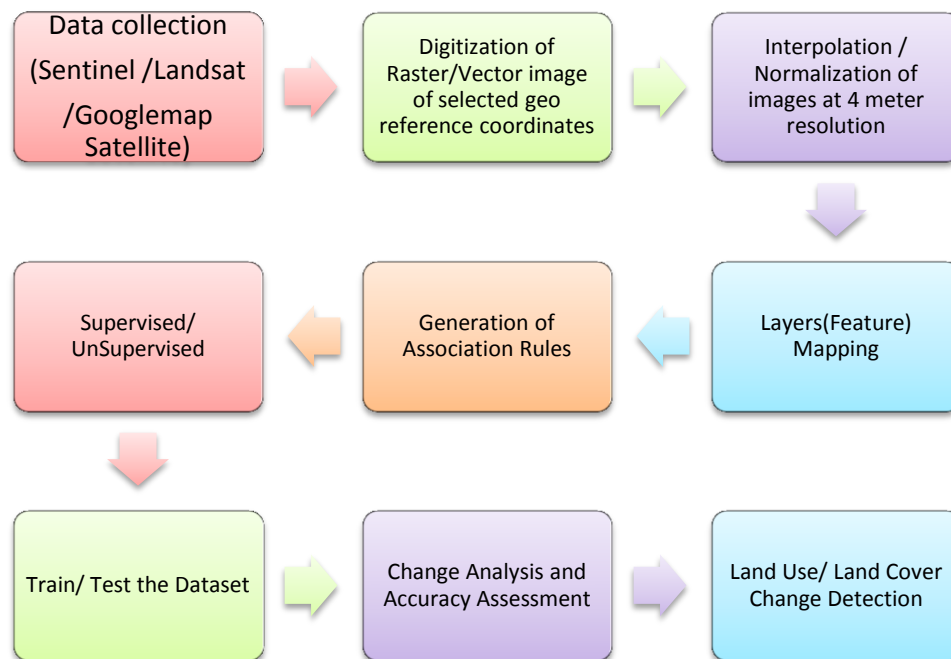 Data collection
(Sentinel /Landsat
/Googlemap
Satellite)
Digitization of
Raster/Vector image
of selected geo
reference coordinates
Interpolation /
Normalization of
images at 4 meter
resolution
Layers(Feature)
Mapping
Generation of
Association Rules
Supervised/
UnSupervised
Train/ Test the Dataset
Change Analysis and
Accuracy Assessment
Land Use/ Land Cover
Change Detection